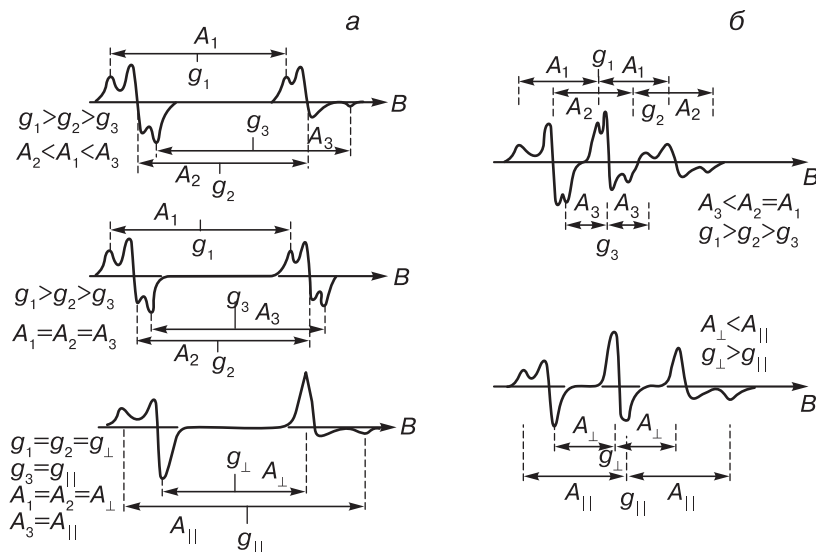 а
A₁
g₁
B
g₁>g₂>g₃
g₃
A₃
A₂<A₁<A₃
A₂
g₂
A₁
g₁
B
g₁>g₂>g₃
g₃
A₃
A₁=A₂=A₃
A₂
g₂
B
g₁=g₂=g⊥
g₃=g||
A₁=A₂=A⊥
A₃=A||
g⊥ A⊥
A|| g||
б
g₁
A₁ A₁
A₂ g₂ A₂
B
A₃ A₃
g₃
A₃<A₂=A₁
g₁>g₂>g₃
A⊥<A||
g⊥>g||
B
A⊥ A⊥
g⊥
A|| g|| A||